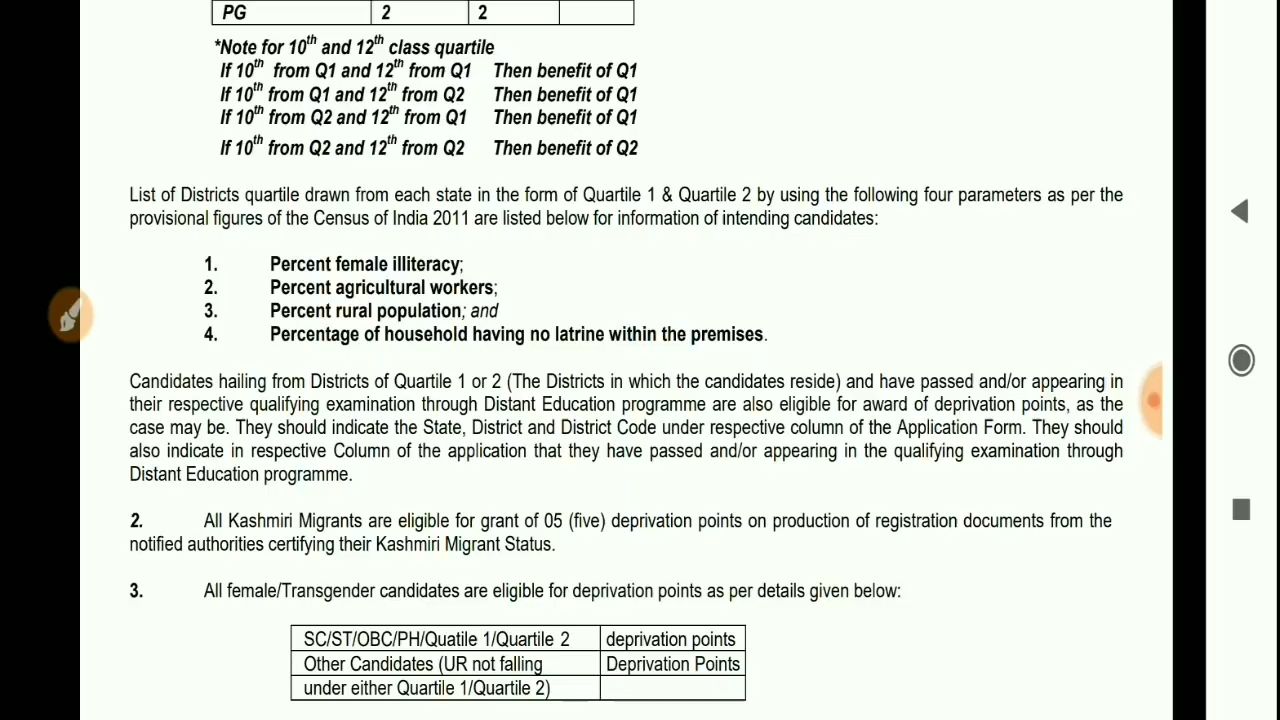 PG 2 2
*Note for 10th and 12th class quartile
If 10th from Q1 and 12th from Q1 Then benefit of Q1
If 10th from Q1 and 12th from Q2 Then benefit of Q1
If 10th from Q2 and 12th from Q1 Then benefit of Q1
If 10th from Q2 and 12th from Q2 Then benefit of Q2
List of Districts quartile drawn from each state in the form of Quartile 1 & Quartile 2 by using the following four parameters as per the
provisional figures of the Census of India 2011 are listed below for information of intending candidates:
1. Percent female illiteracy;
2. Percent agricultural workers;
3. Percent rural population; and
4. Percentage of household having no latrine within the premises.
Candidates hailing from Districts of Quartile 1 or 2 (The Districts in which the candidates reside) and have passed and/or appearing in
their respective qualifying examination through Distant Education programme are also eligible for award of deprivation points, as the
case may be. They should indicate the State, District and District Code under respective column of the Application Form. They should
also indicate in respective Column of the application that they have passed and/or appearing in the qualifying examination through
Distant Education programme.
2. All Kashmiri Migrants are eligible for grant of 05 (five) deprivation points on production of registration documents from the
notified authorities certifying their Kashmiri Migrant Status.
3. All female/Transgender candidates are eligible for deprivation points as per details given below:
SC/ST/OBC/PH/Quatile 1/Quartile 2 deprivation points
Other Candidates (UR not falling Deprivation Points
under either Quartile 1/Quartile 2)